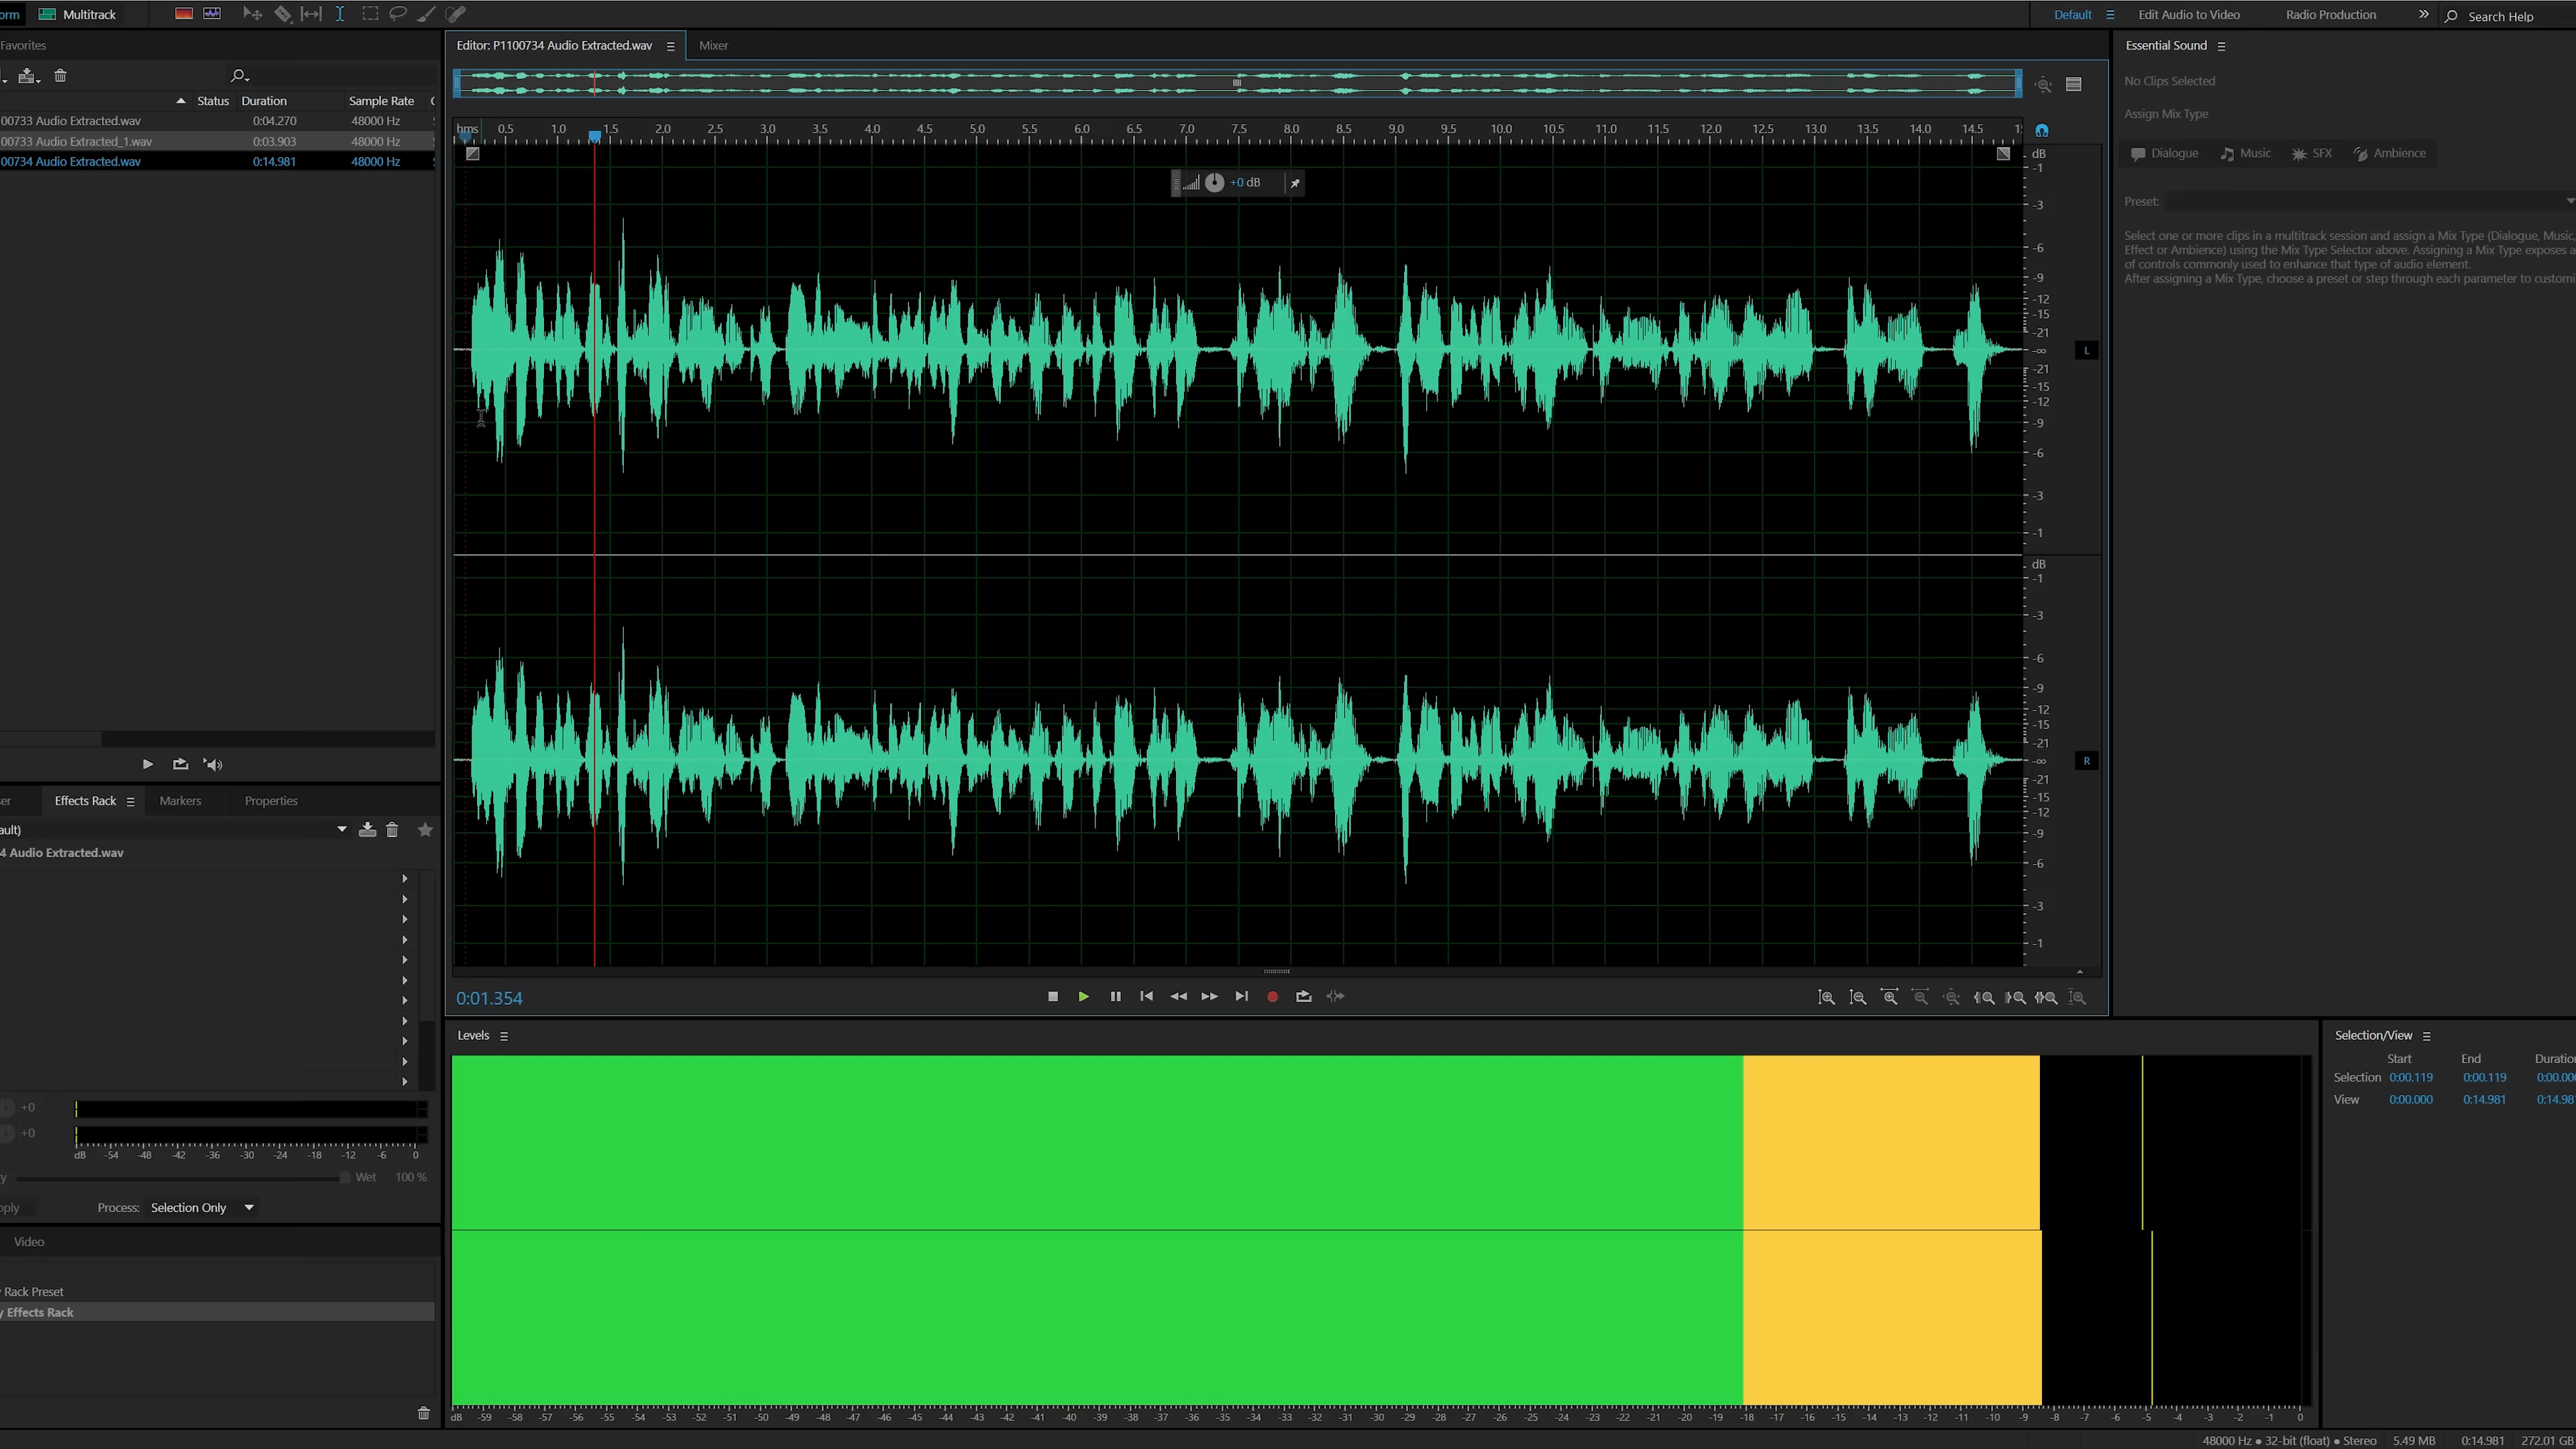 orm Multitrack Default Edit Audio to Video Radio Production Search Help
Favorites
Status Duration Sample Rate
00733 Audio Extracted.wav 0:04.270 48000 Hz
00733 Audio Extracted_1.wav 0:03.903 48000 Hz
00734 Audio Extracted.wav 0:14.981 48000 Hz
Editor: P1100734 Audio Extracted.wav Mixer
hms 0.5 1.0 1.5 2.0 2.5 3.0 3.5 4.0 4.5 5.0 5.5 6.0 6.5 7.0 7.5 8.0 8.5 9.0 9.5 10.0 10.5 11.0 11.5 12.0 12.5 13.0 13.5 14.0 14.5
+0 dB
dB
-1
-3
-6
-9
-12
-15
-21
-∞
-21
-15
-12
-9
-6
-3
-1
L
dB
-1
-3
-6
-9
-12
-15
-21
-∞
-21
-15
-12
-9
-6
-3
-1
R
0:01.354
Essential Sound
No Clips Selected
Assign Mix Type
Dialogue Music SFX Ambience
Preset:
Select one or more clips in a multitrack session and assign a Mix Type (Dialogue, Music,
Effect or Ambience) using the Mix Type Selector above. Assigning a Mix Type exposes a
of controls commonly used to enhance that type of audio element.
After assigning a Mix Type, choose a preset or step through each parameter to customi
er Effects Rack Markers Properties
ault)
4 Audio Extracted.wav
+0
+0
dB -54 -48 -42 -36 -30 -24 -18 -12 -6 0
y Wet 100 %
pply Process: Selection Only
Video
Rack Preset
y Effects Rack
Levels
dB -59 -58 -57 -56 -55 -54 -53 -52 -51 -50 -49 -48 -47 -46 -45 -44 -43 -42 -41 -40 -39 -38 -37 -36 -35 -34 -33 -32 -31 -30 -29 -28 -27 -26 -25 -24 -23 -22 -21 -20 -19 -18 -17 -16 -15 -14 -13 -12 -11 -10 -9 -8 -7 -6 -5 -4 -3 -2 -1 0
Selection/View
Start End Duration
Selection 0:00.119 0:00.119 0:00.00
View 0:00.000 0:14.981 0:14.98
48000 Hz ● 32-bit (float) ● Stereo 5.49 MB 0:14.981 272.01 GB